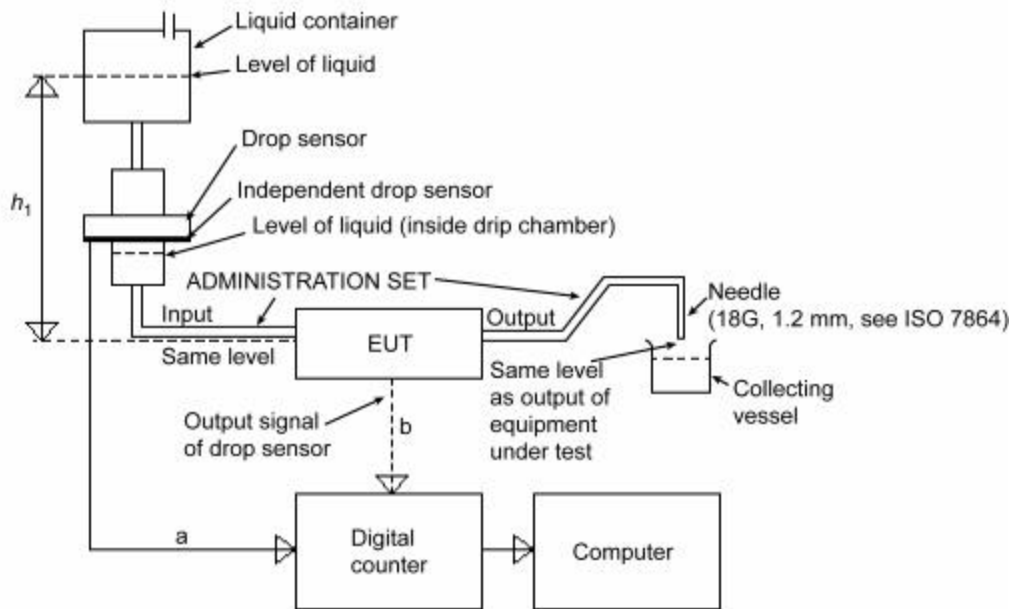 Liquid container
Level of liquid
Drop sensor
h1
Independent drop sensor
Level of liquid (inside drip chamber)
ADMINISTRATION SET
Input
Output
Needle
(18G, 1.2 mm, see ISO 7864)
EUT
Same level
Same level
as output of
equipment
under test
Collecting
vessel
Output signal
of drop sensor
b
a
Digital
counter
Computer